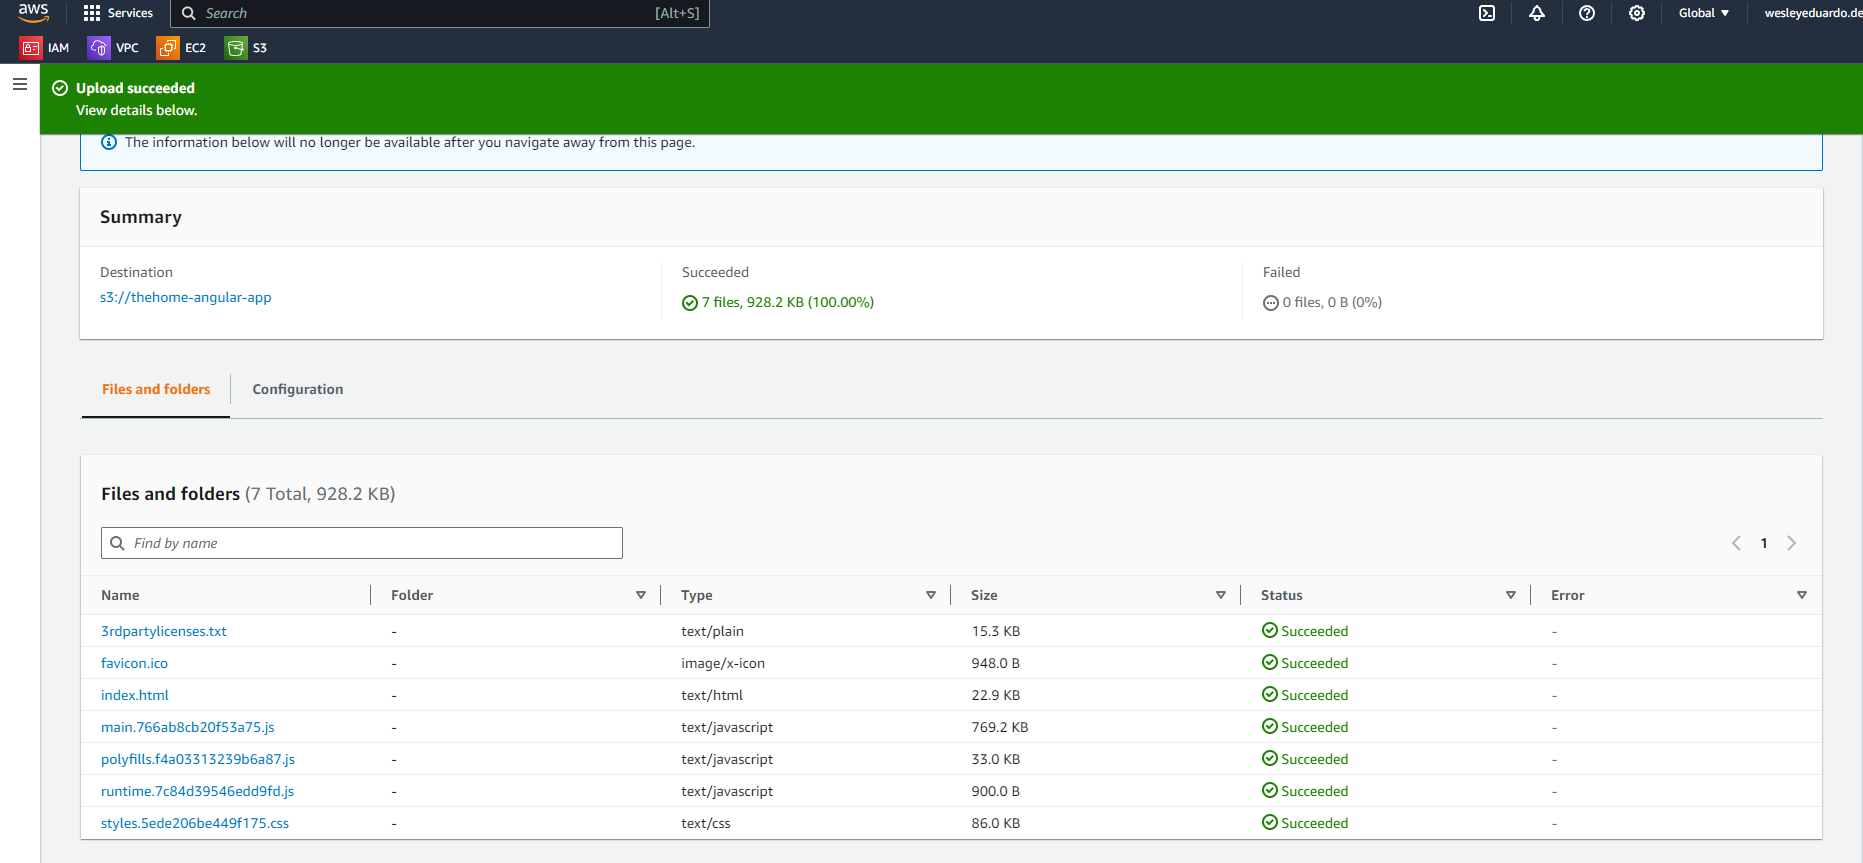 aws Services Search [Alt+S] Global ▼ wesleyeduardo.de
IAM VPC EC2 S3
Upload succeeded
View details below.
The information below will no longer be available after you navigate away from this page.
Summary
Destination Succeeded Failed
s3://thehome-angular-app 7 files, 928.2 KB (100.00%) 0 files, 0 B (0%)
Files and folders Configuration
Files and folders (7 Total, 928.2 KB)
Find by name 1
Name Folder Type Size Status Error
3rdpartylicenses.txt - text/plain 15.3 KB Succeeded -
favicon.ico - image/x-icon 948.0 B Succeeded -
index.html - text/html 22.9 KB Succeeded -
main.766ab8cb20f53a75.js - text/javascript 769.2 KB Succeeded -
polyfills.f4a03313239b6a87.js - text/javascript 33.0 KB Succeeded -
runtime.7c84d39546edd9fd.js - text/javascript 900.0 B Succeeded -
styles.5ede206be449f175.css - text/css 86.0 KB Succeeded -